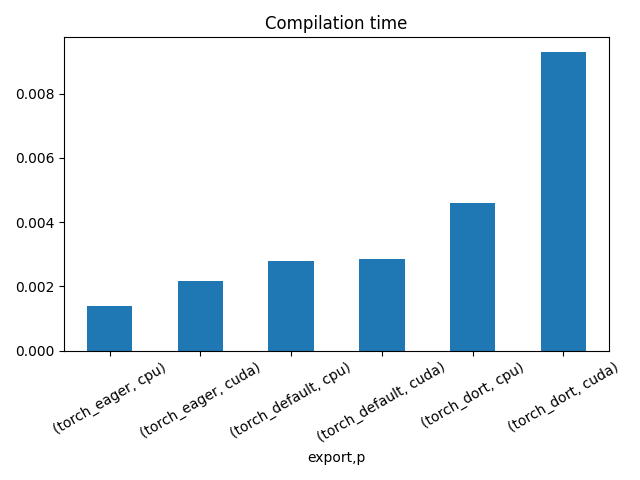 Compilation time
0.008
0.006
0.004
0.002
0.000
(torch_eager, cpu)
(torch_eager, cuda)
(torch_default, cpu)
(torch_default, cuda)
(torch_dort, cpu)
(torch_dort, cuda)
export,p